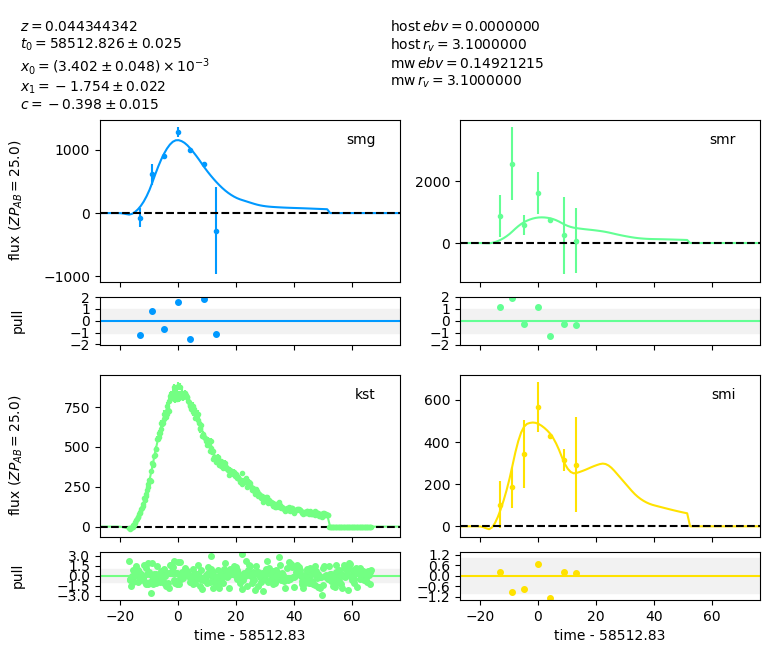 z = 0.044344342
t₀ = 58512.826 ± 0.025
x₀ = (3.402 ± 0.048) × 10⁻³
x₁ = −1.754 ± 0.022
c = −0.398 ± 0.015
host ebv = 0.0000000
host r_v = 3.1000000
mw ebv = 0.14921215
mw r_v = 3.1000000
flux (ZP_AB = 25.0)
1000
0
−1000
smg
2000
0
smr
pull
2
1
0
−1
−2
2
1
0
−1
−2
flux (ZP_AB = 25.0)
750
500
250
0
kst
600
400
200
0
smi
pull
3.0
1.5
0.0
−1.5
−3.0
1.2
0.6
0.0
−0.6
−1.2
−20 0 20 40 60
−20 0 20 40 60
time - 58512.83
time - 58512.83